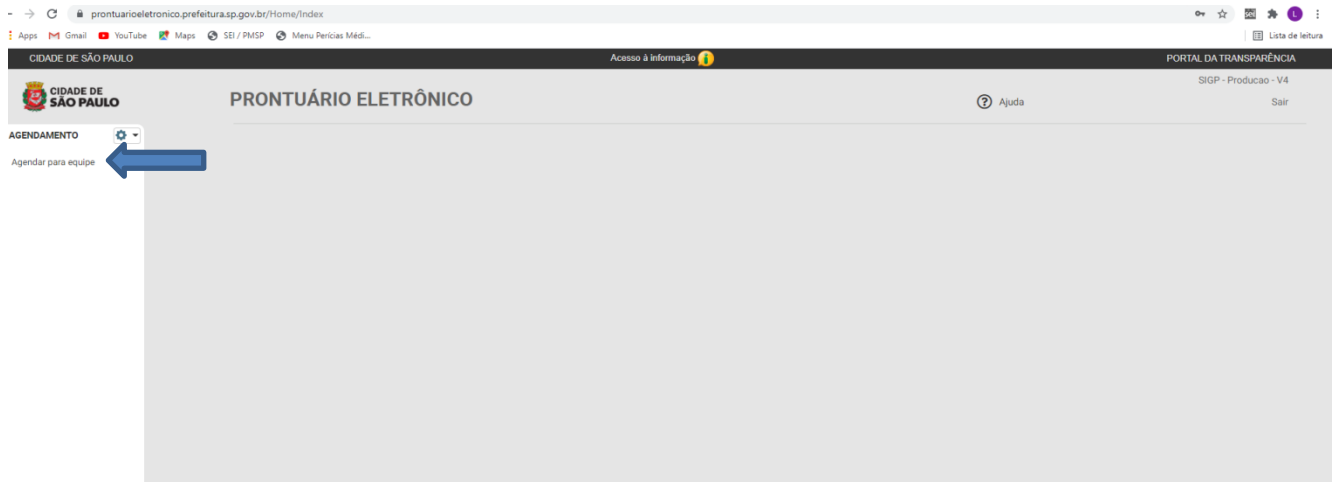 prontuarioeletronico.prefeitura.sp.gov.br/Home/Index
sei
L
Apps Gmail YouTube Maps SEI / PMSP Menu Perícias Médi... Lista de leitura
CIDADE DE SÃO PAULO Acesso à informação PORTAL DA TRANSPARÊNCIA
SIGP - Producao - V4
CIDADE DE
SÃO PAULO
PRONTUÁRIO ELETRÔNICO
Ajuda
Sair
AGENDAMENTO
Agendar para equipe